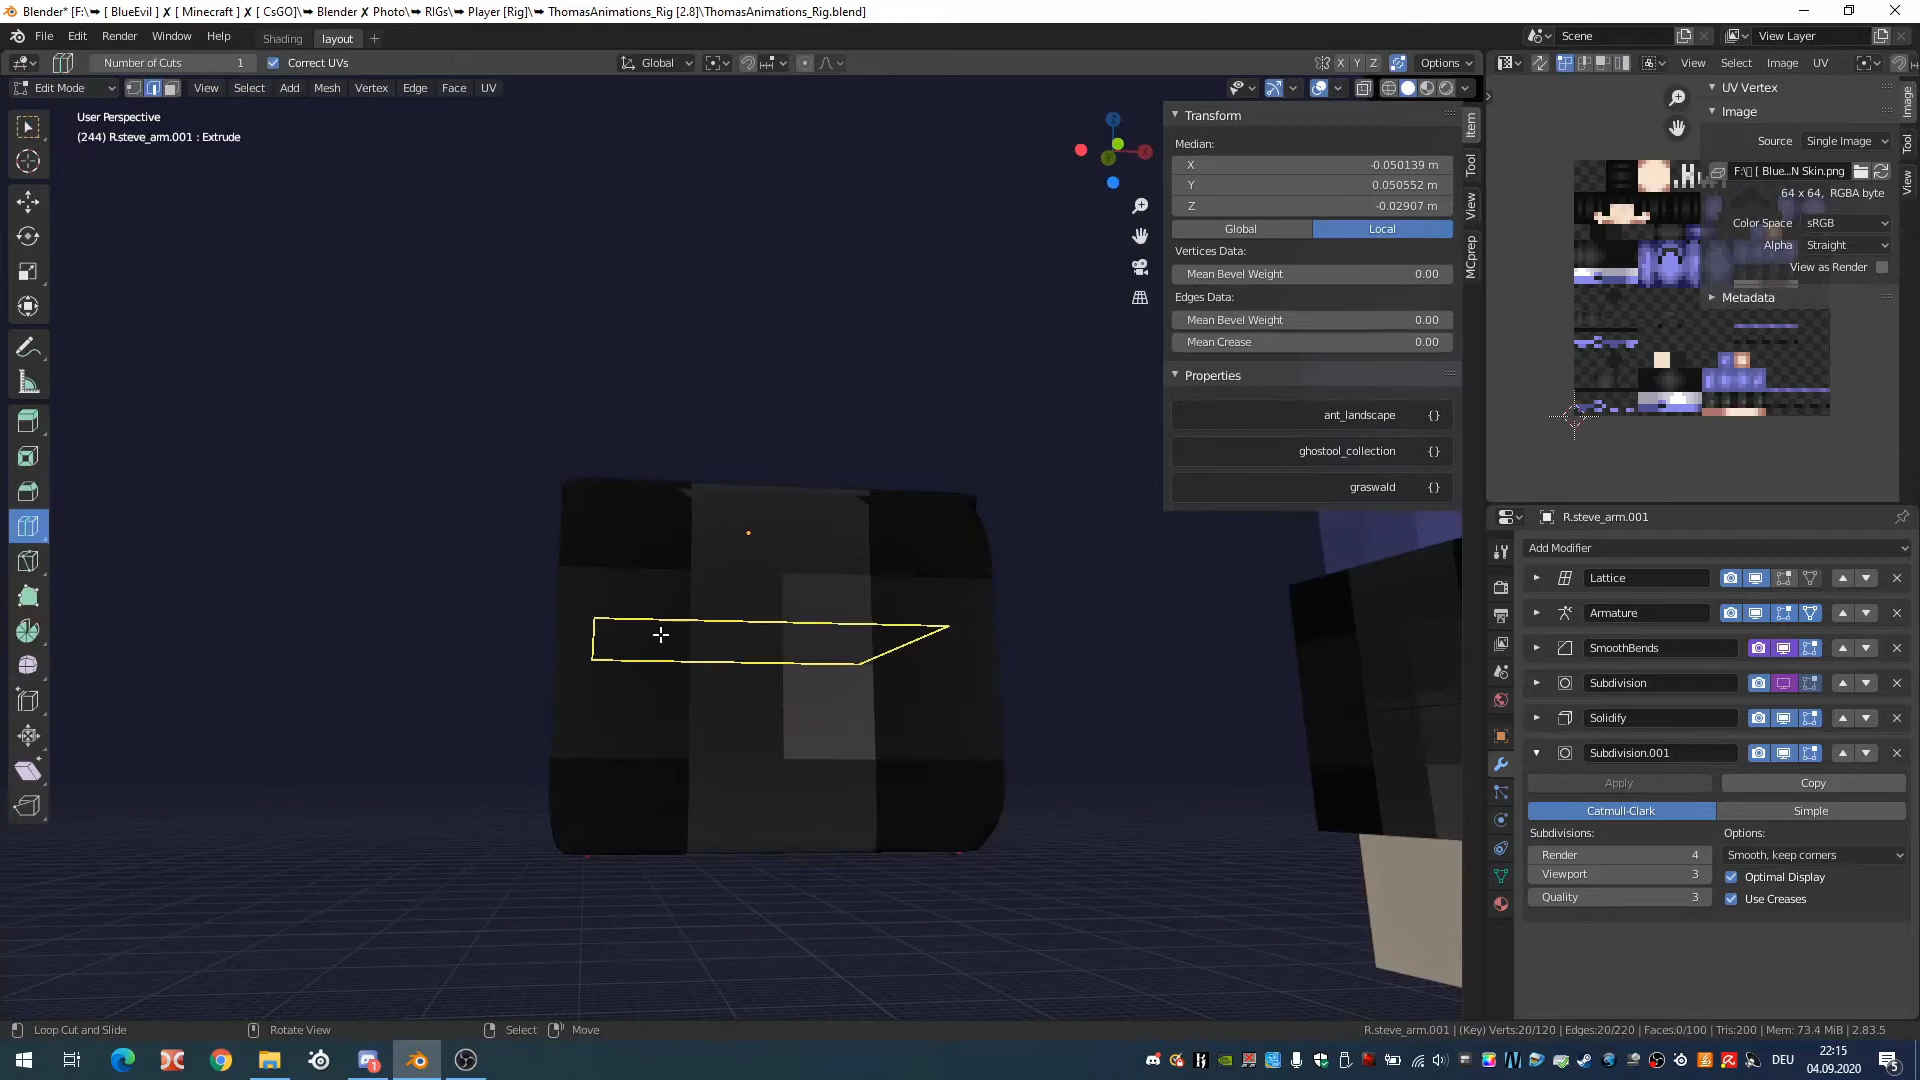 Blender* [F:\➥ [ BlueEvil ] ✗ [ Minecraft ] ✗ [ CsGO]\➥ Blender ✗ Photo\➥ RIGs\➥ Player [Rig]\➥ ThomasAnimations_Rig [2.8]\ThomasAnimations_Rig.blend]
File Edit Render Window Help Shading layout + Scene View Layer
Number of Cuts 1 Correct UVs Global X Y Z Options View Select Image UV
Edit Mode View Select Add Mesh Vertex Edge Face UV
User Perspective
(244) R.steve_arm.001 : Extrude
Transform
Median:
X -0.050139 m
Y 0.050552 m
Z -0.02907 m
Global Local
Vertices Data:
Mean Bevel Weight 0.00
Edges Data:
Mean Bevel Weight 0.00
Mean Crease 0.00
Properties
ant_landscape {}
ghostool_collection {}
graswald {}
Item
Tool
View
MCprep
UV Vertex
Image
Source Single Image
F:\ [ Blue...N Skin.png
64 x 64, RGBA byte
Color Space sRGB
Alpha Straight
View as Render
Metadata
Image
Tool
View
R.steve_arm.001
Add Modifier
Lattice
Armature
SmoothBends
Subdivision
Solidify
Subdivision.001
Apply Copy
Catmull-Clark Simple
Subdivisions: Options:
Render 4 Smooth, keep corners
Viewport 3 Optimal Display
Quality 3 Use Creases
Loop Cut and Slide Rotate View Select Move
R.steve_arm.001 | (Key) Verts:20/120 | Edges:20/220 | Faces:0/100 | Tris:200 | Mem: 73.4 MiB | 2.83.5
DEU
22:15
04.09.2020
5